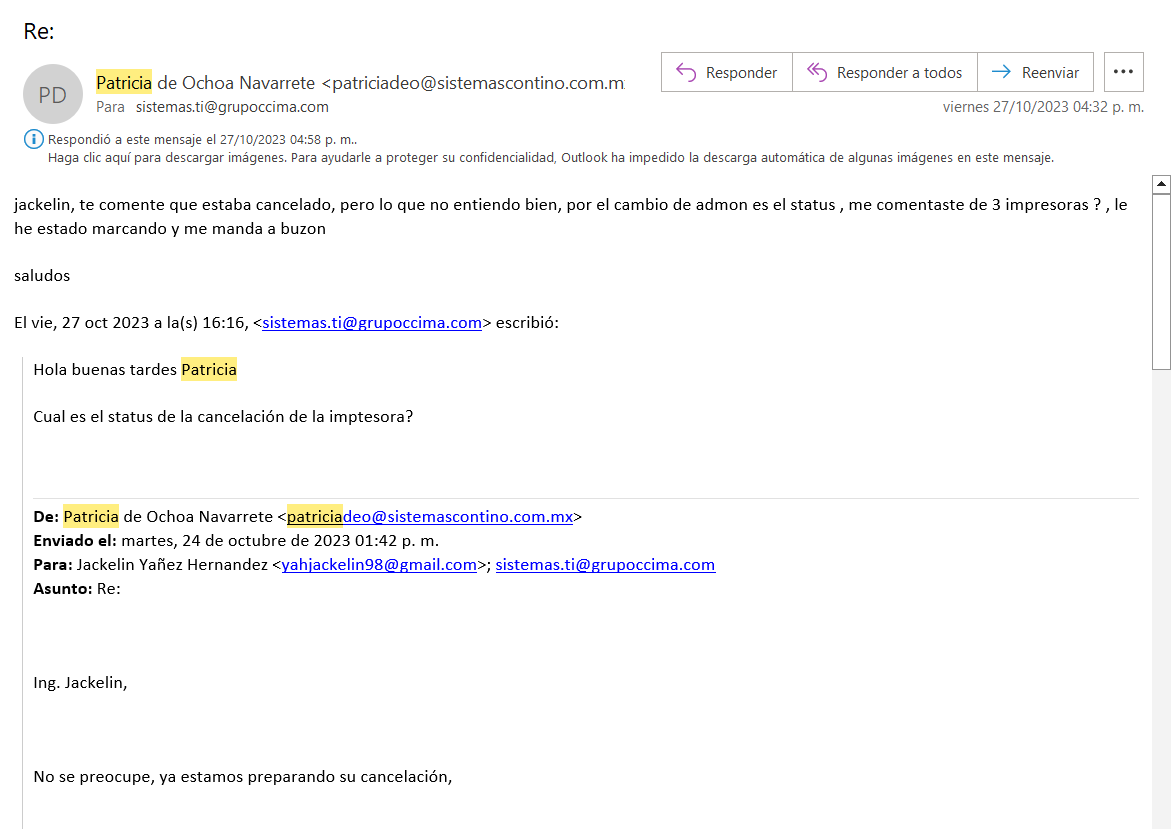 Re:
PD
Patricia de Ochoa Navarrete <patriciadeo@sistemascontino.com.m
Para sistemas.ti@grupoccima.com
Responder
Responder a todos
Reenviar
viernes 27/10/2023 04:32 p. m.
Respondió a este mensaje el 27/10/2023 04:58 p. m..
Haga clic aquí para descargar imágenes. Para ayudarle a proteger su confidencialidad, Outlook ha impedido la descarga automática de algunas imágenes en este mensaje.
jackelin, te comente que estaba cancelado, pero lo que no entiendo bien, por el cambio de admon es el status , me comentaste de 3 impresoras ? , le
he estado marcando y me manda a buzon
saludos
El vie, 27 oct 2023 a la(s) 16:16, <sistemas.ti@grupoccima.com> escribió:
Hola buenas tardes Patricia
Cual es el status de la cancelación de la imptesora?
De: Patricia de Ochoa Navarrete <patriciadeo@sistemascontino.com.mx>
Enviado el: martes, 24 de octubre de 2023 01:42 p. m.
Para: Jackelin Yañez Hernandez <yahjackelin98@gmail.com>; sistemas.ti@grupoccima.com
Asunto: Re:
Ing. Jackelin,
No se preocupe, ya estamos preparando su cancelación,